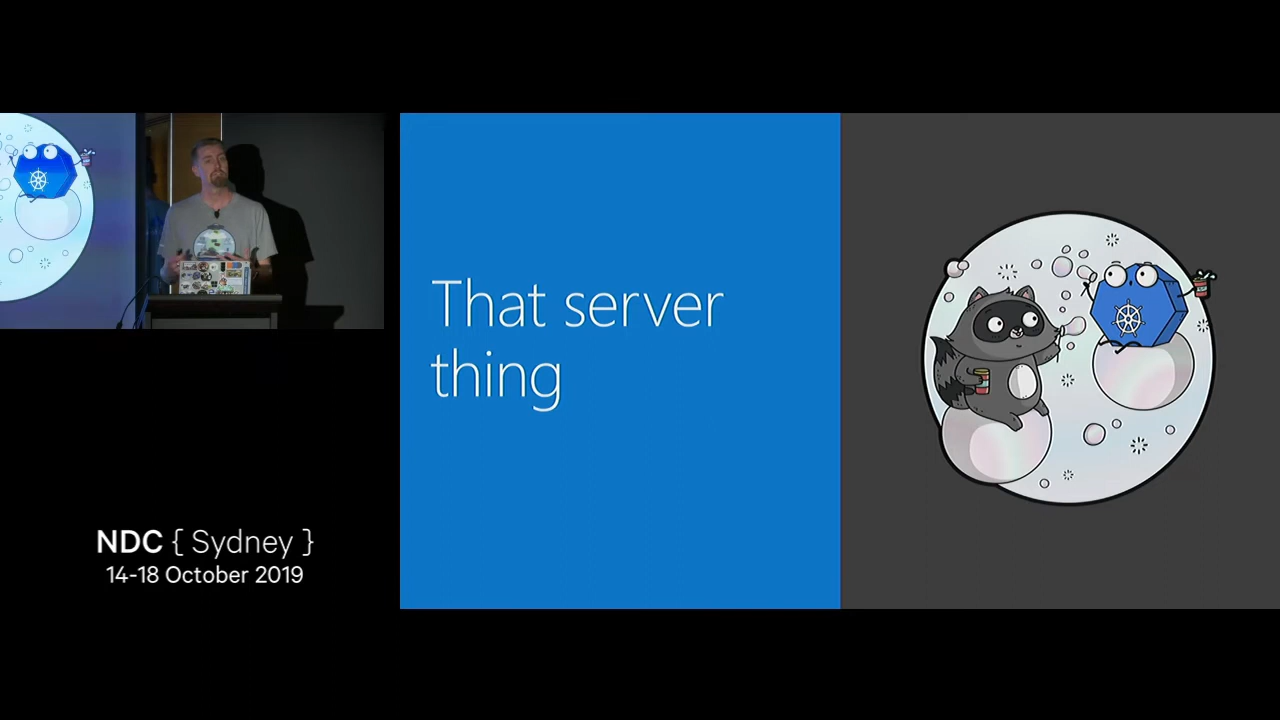 That server
thing
NDC { Sydney }
14-18 October 2019